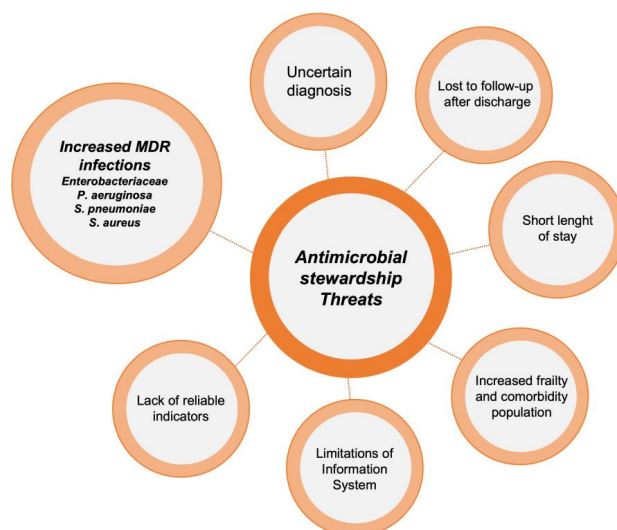 Uncertain
diagnosis
Lost to follow-up
after discharge
Increased MDR
infections
Enterobacteriaceae
P. aeruginosa
S. pneumoniae
S. aureus
Short lenght
of stay
Antimicrobial
stewardship
Threats
Increased frailty
and comorbidity
population
Lack of reliable
indicators
Limitations of
Information
System